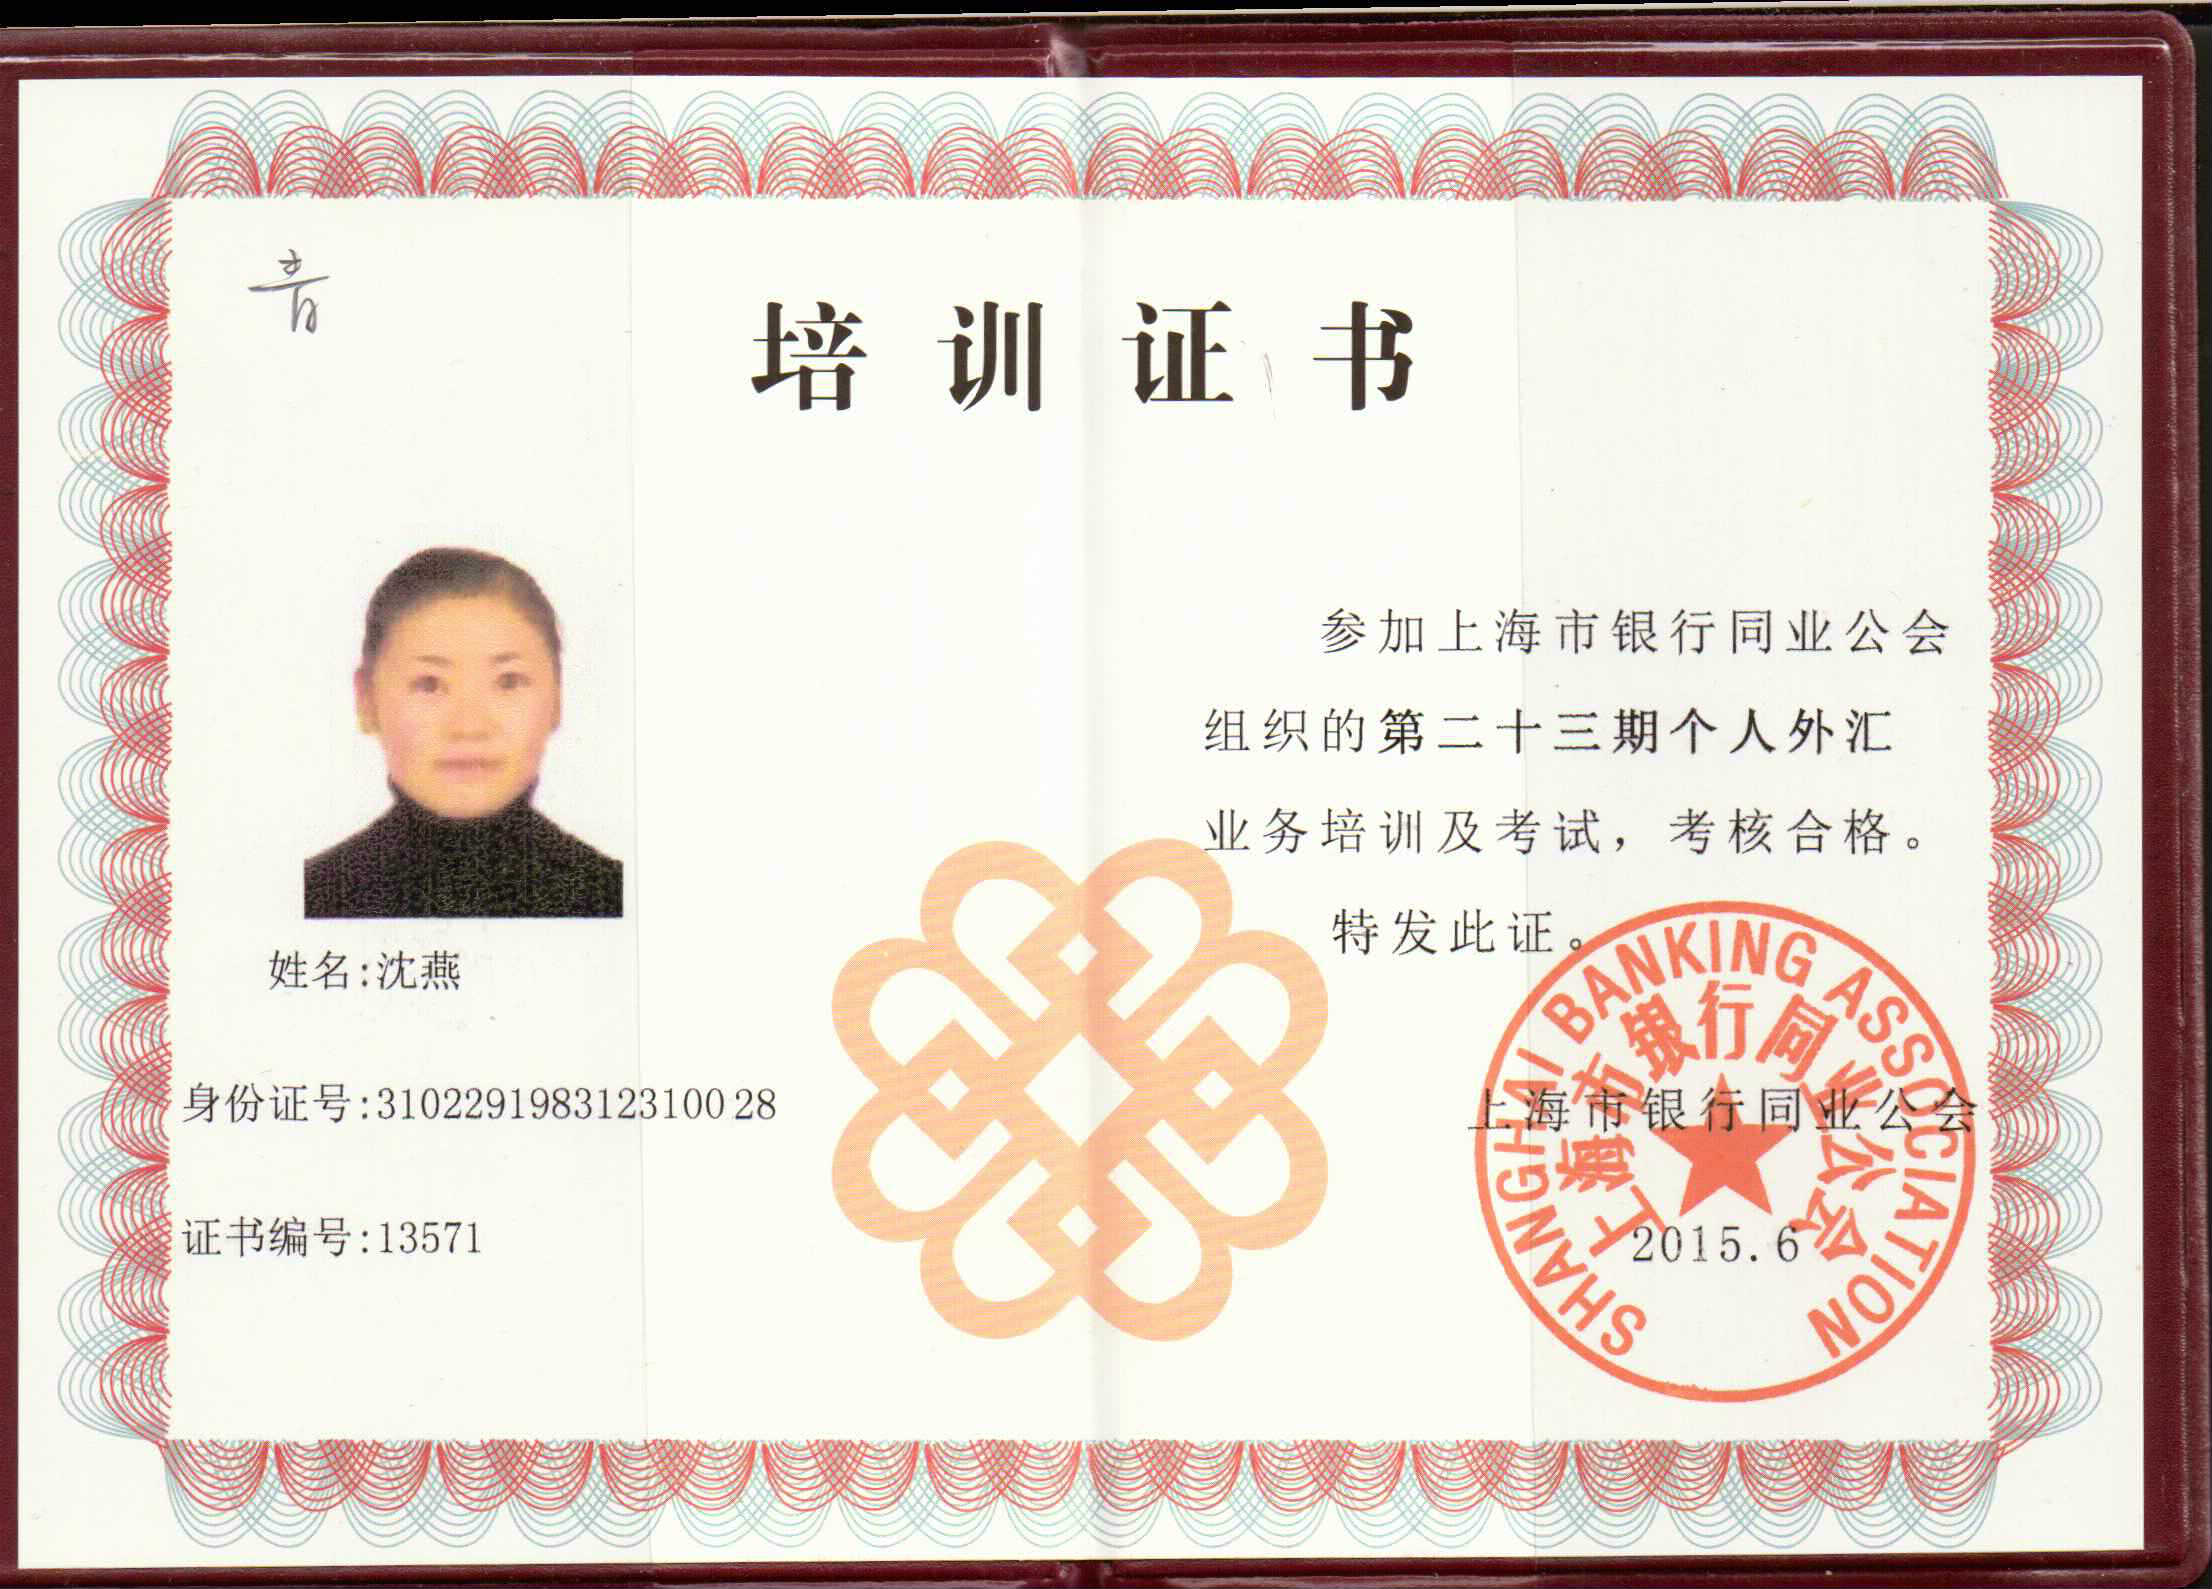 青
培训证书
参加上海市银行同业公会
组织的第二十三期个人外汇
业务培训及考试，考核合格。
特发此证。
姓名:沈燕
身份证号:310229198312310028
证书编号:13571
上海市银行同业公会
2015.6
SHANGHAI BANKING ASSOCIATION
上海市银行同业公会